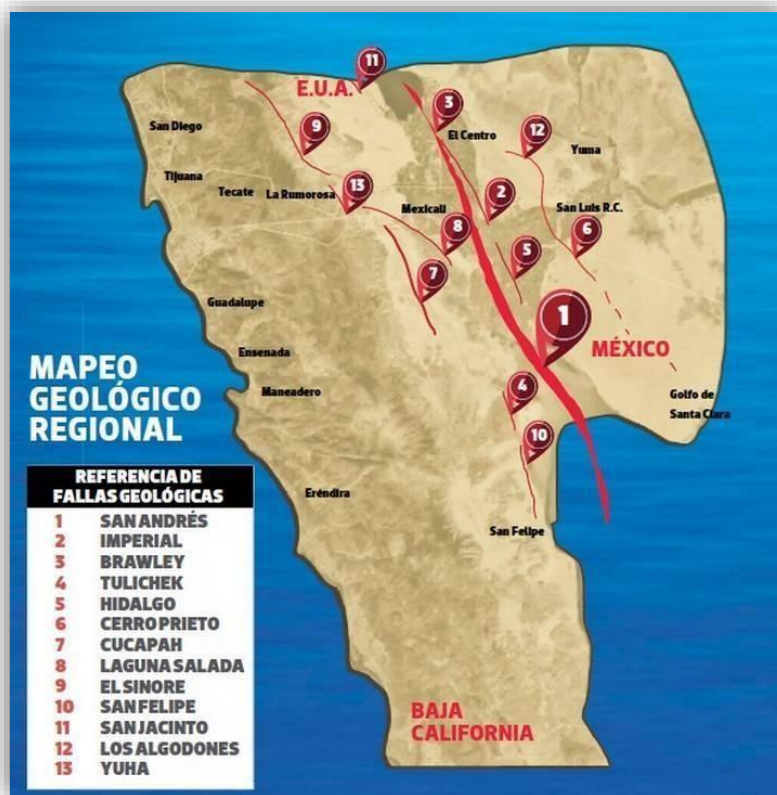 11
E.U.A.
3
9
El Centro
12
San Diego
Yuma
Tijuana
13
Tecate
La Rumorosa
2
San Luis R.C.
Mexicali
8
6
5
7
Guadalupe
1
MÉXICO
Ensenada
MAPEO
GEOLÓGICO
REGIONAL
Maneadero
4
Golfo de
Santa Clara
10
REFERENCIA DE
FALLAS GEOLÓGICAS
Eréndira
San Felipe
1 SAN ANDRÉS
2 IMPERIAL
3 BRAWLEY
4 TULICHEK
5 HIDALGO
6 CERRO PRIETO
7 CUCAPAH
8 LAGUNA SALADA
9 EL SINORE
10 SAN FELIPE
11 SAN JACINTO
12 LOS ALGODONES
13 YUHA
BAJA
CALIFORNIA